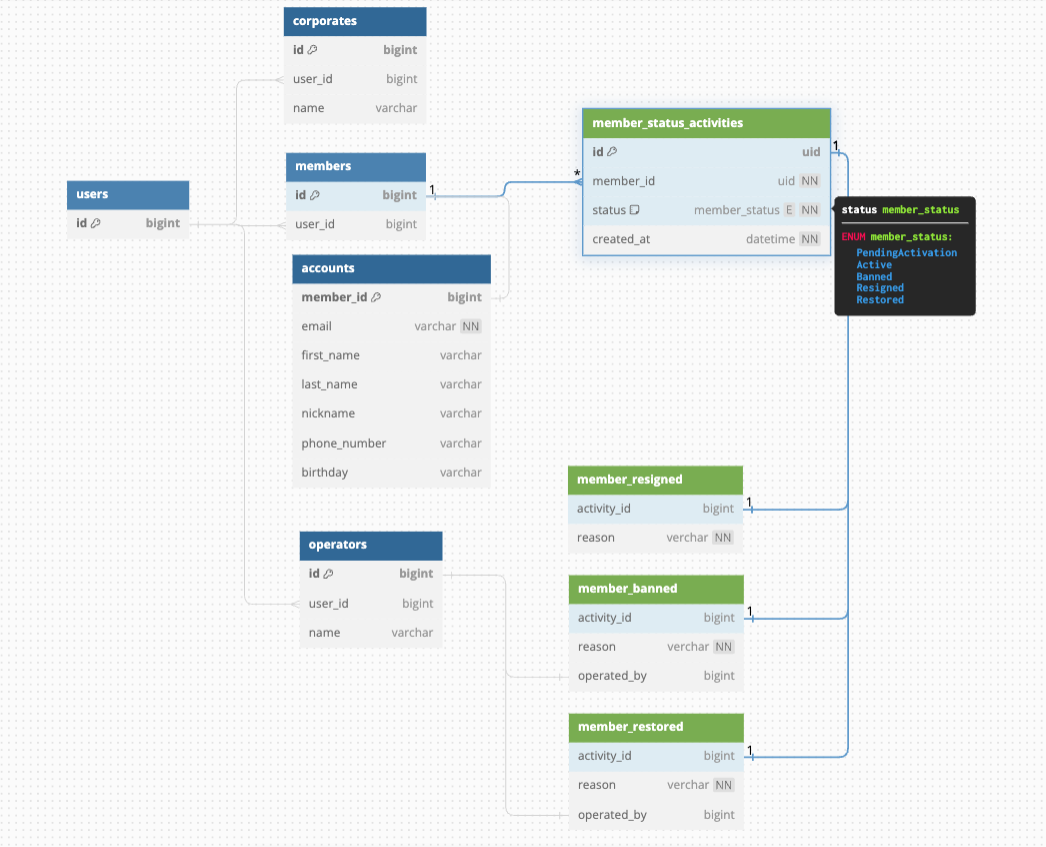 corporates
id bigint
user_id bigint
name varchar
members
id bigint
user_id bigint
users
id bigint
accounts
member_id bigint
email varchar NN
first_name varchar
last_name varchar
nickname varchar
phone_number varchar
birthday varchar
operators
id bigint
user_id bigint
name varchar
1
*
member_status_activities
id uid
member_id uid NN
status member_status E NN
created_at datetime NN
1
status member_status
ENUM member_status:
PendingActivation
Active
Banned
Resigned
Restored
member_resigned
activity_id bigint
reason verchar NN
1
member_banned
activity_id bigint
reason verchar NN
operated_by bigint
1
member_restored
activity_id bigint
reason verchar NN
operated_by bigint
1